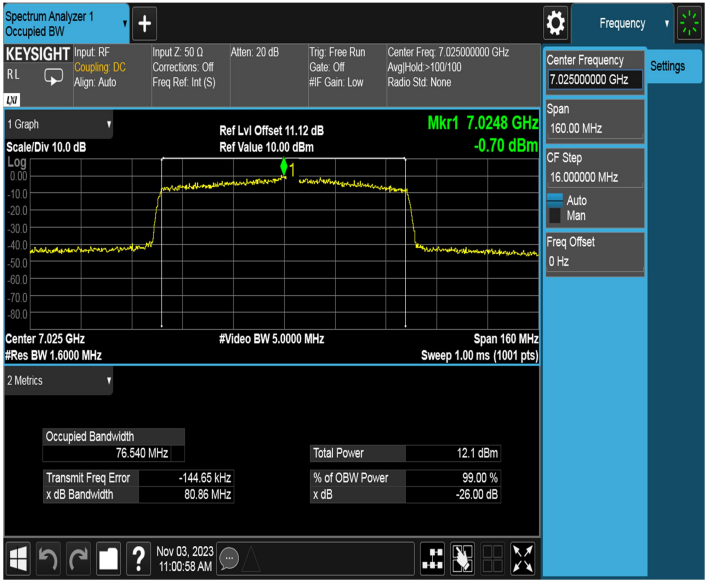 Spectrum Analyzer 1
Occupied BW
Frequency
KEYSIGHT
RL
LXI
Input: RF
Coupling: DC
Align: Auto
Input Z: 50 Ω
Corrections: Off
Freq Ref: Int (S)
Atten: 20 dB
Trig: Free Run
Gate: Off
#IF Gain: Low
Center Freq: 7.025000000 GHz
Avg|Hold:>100/100
Radio Std: None
Center Frequency
7.025000000 GHz
Settings
Span
160.00 MHz
CF Step
16.000000 MHz
Auto
Man
Freq Offset
0 Hz
1 Graph
Scale/Div 10.0 dB
Ref Lvl Offset 11.12 dB
Ref Value 10.00 dBm
Mkr1 7.0248 GHz
-0.70 dBm
Log
0.00
-10.0
-20.0
-30.0
-40.0
-50.0
-60.0
-70.0
-80.0
1
Center 7.025 GHz
#Video BW 5.0000 MHz
Span 160 MHz
#Res BW 1.6000 MHz
Sweep 1.00 ms (1001 pts)
2 Metrics
Occupied Bandwidth
76.540 MHz
Total Power 12.1 dBm
Transmit Freq Error -144.65 kHz
% of OBW Power 99.00 %
x dB Bandwidth 80.86 MHz
x dB -26.00 dB
Nov 03, 2023
11:00:58 AM